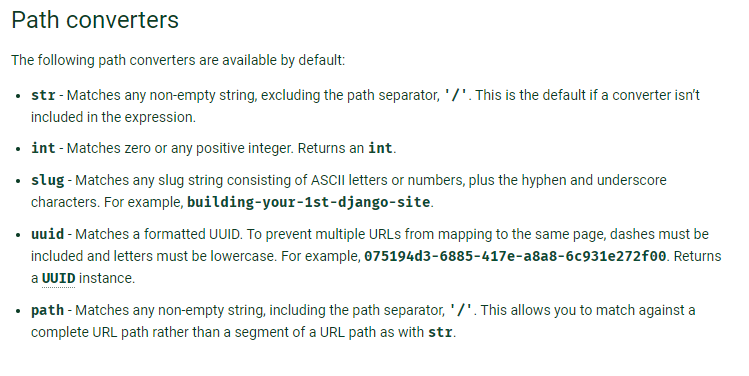 Path converters
The following path converters are available by default:
• str - Matches any non-empty string, excluding the path separator, '/'. This is the default if a converter isn’t
included in the expression.
• int - Matches zero or any positive integer. Returns an int.
• slug - Matches any slug string consisting of ASCII letters or numbers, plus the hyphen and underscore
characters. For example, building-your-1st-django-site.
• uuid - Matches a formatted UUID. To prevent multiple URLs from mapping to the same page, dashes must be
included and letters must be lowercase. For example, 075194d3-6885-417e-a8a8-6c931e272f00. Returns
a UUID instance.
• path - Matches any non-empty string, including the path separator, '/'. This allows you to match against a
complete URL path rather than a segment of a URL path as with str.